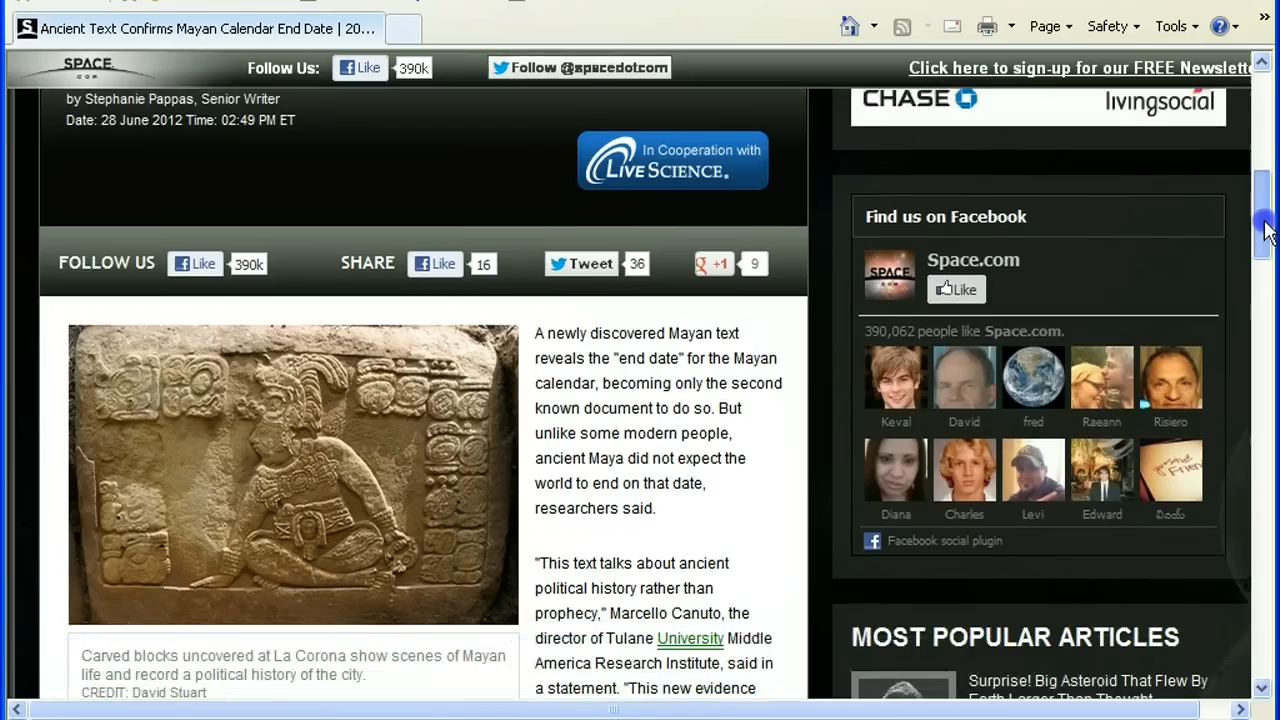 Ancient Text Confirms Mayan Calendar End Date | 20...
Page
Safety
Tools
SPACE
.COM
Follow Us:
Like
390k
Follow @spacedotcom
Click here to sign-up for our FREE Newslette
by Stephanie Pappas, Senior Writer
Date: 28 June 2012 Time: 02:49 PM ET
In Cooperation with
LIVESCIENCE.
CHASE
livingsocial
FOLLOW US
Like
390k
SHARE
Like
16
Tweet
36
+1
9
Find us on Facebook
SPACE
.COM
Space.com
Like
390,062 people like Space.com.
Keval
David
fred
Raeann
Risiero
Diana
Charles
Levi
Edward
Facebook social plugin
A newly discovered Mayan text
reveals the "end date" for the Mayan
calendar, becoming only the second
known document to do so. But
unlike some modern people,
ancient Maya did not expect the
world to end on that date,
researchers said.
"This text talks about ancient
political history rather than
prophecy," Marcello Canuto, the
director of Tulane University Middle
America Research Institute, said in
a statement. "This new evidence
Carved blocks uncovered at La Corona show scenes of Mayan
life and record a political history of the city.
CREDIT: David Stuart
MOST POPULAR ARTICLES
Surprise! Big Asteroid That Flew By
Earth Larger Than Thought